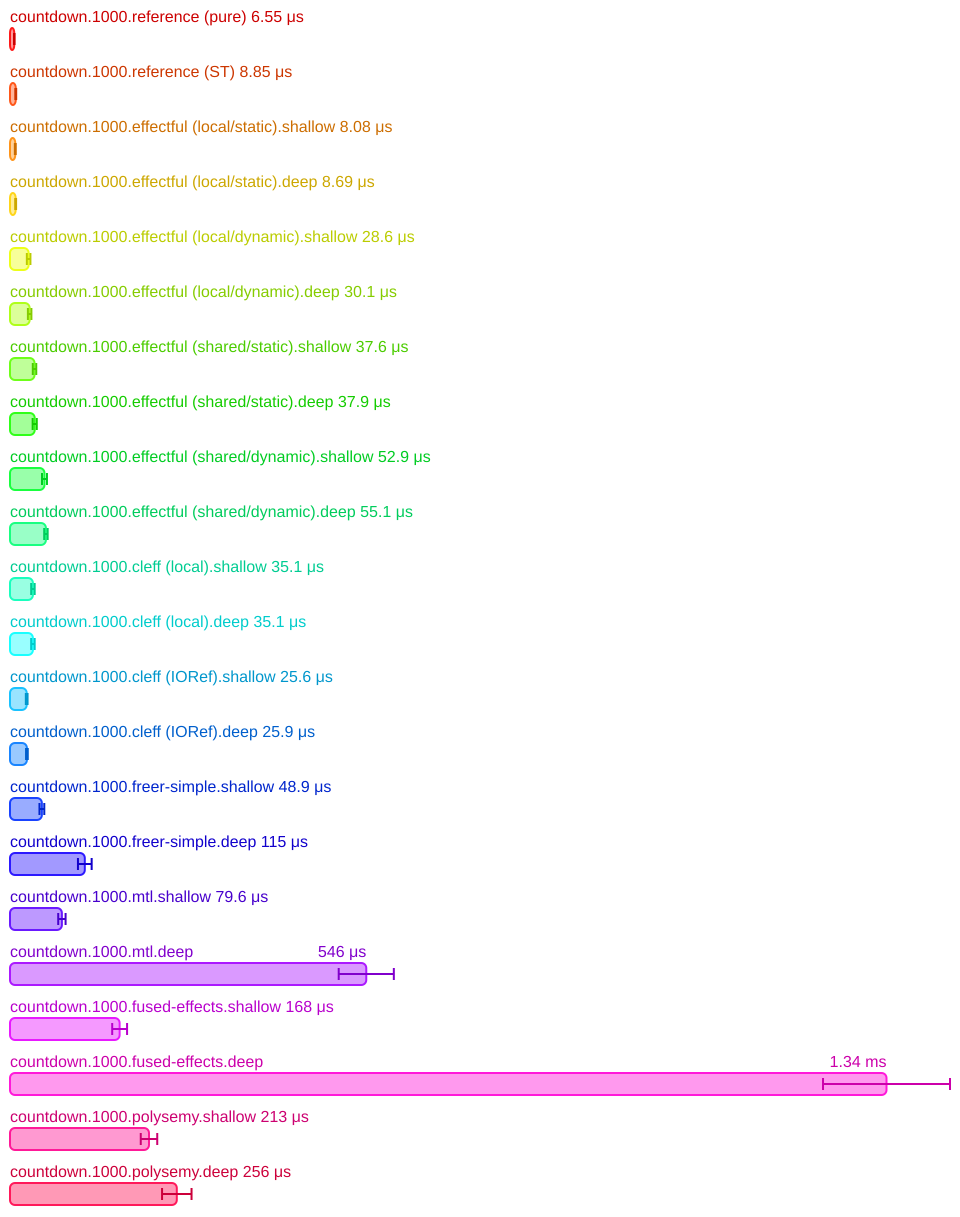 countdown.1000.reference (pure) 6.55 μs
countdown.1000.reference (ST) 8.85 μs
countdown.1000.effectful (local/static).shallow 8.08 μs
countdown.1000.effectful (local/static).deep 8.69 μs
countdown.1000.effectful (local/dynamic).shallow 28.6 μs
countdown.1000.effectful (local/dynamic).deep 30.1 μs
countdown.1000.effectful (shared/static).shallow 37.6 μs
countdown.1000.effectful (shared/static).deep 37.9 μs
countdown.1000.effectful (shared/dynamic).shallow 52.9 μs
countdown.1000.effectful (shared/dynamic).deep 55.1 μs
countdown.1000.cleff (local).shallow 35.1 μs
countdown.1000.cleff (local).deep 35.1 μs
countdown.1000.cleff (IORef).shallow 25.6 μs
countdown.1000.cleff (IORef).deep 25.9 μs
countdown.1000.freer-simple.shallow 48.9 μs
countdown.1000.freer-simple.deep 115 μs
countdown.1000.mtl.shallow 79.6 μs
countdown.1000.mtl.deep 546 μs
countdown.1000.fused-effects.shallow 168 μs
countdown.1000.fused-effects.deep 1.34 ms
countdown.1000.polysemy.shallow 213 μs
countdown.1000.polysemy.deep 256 μs